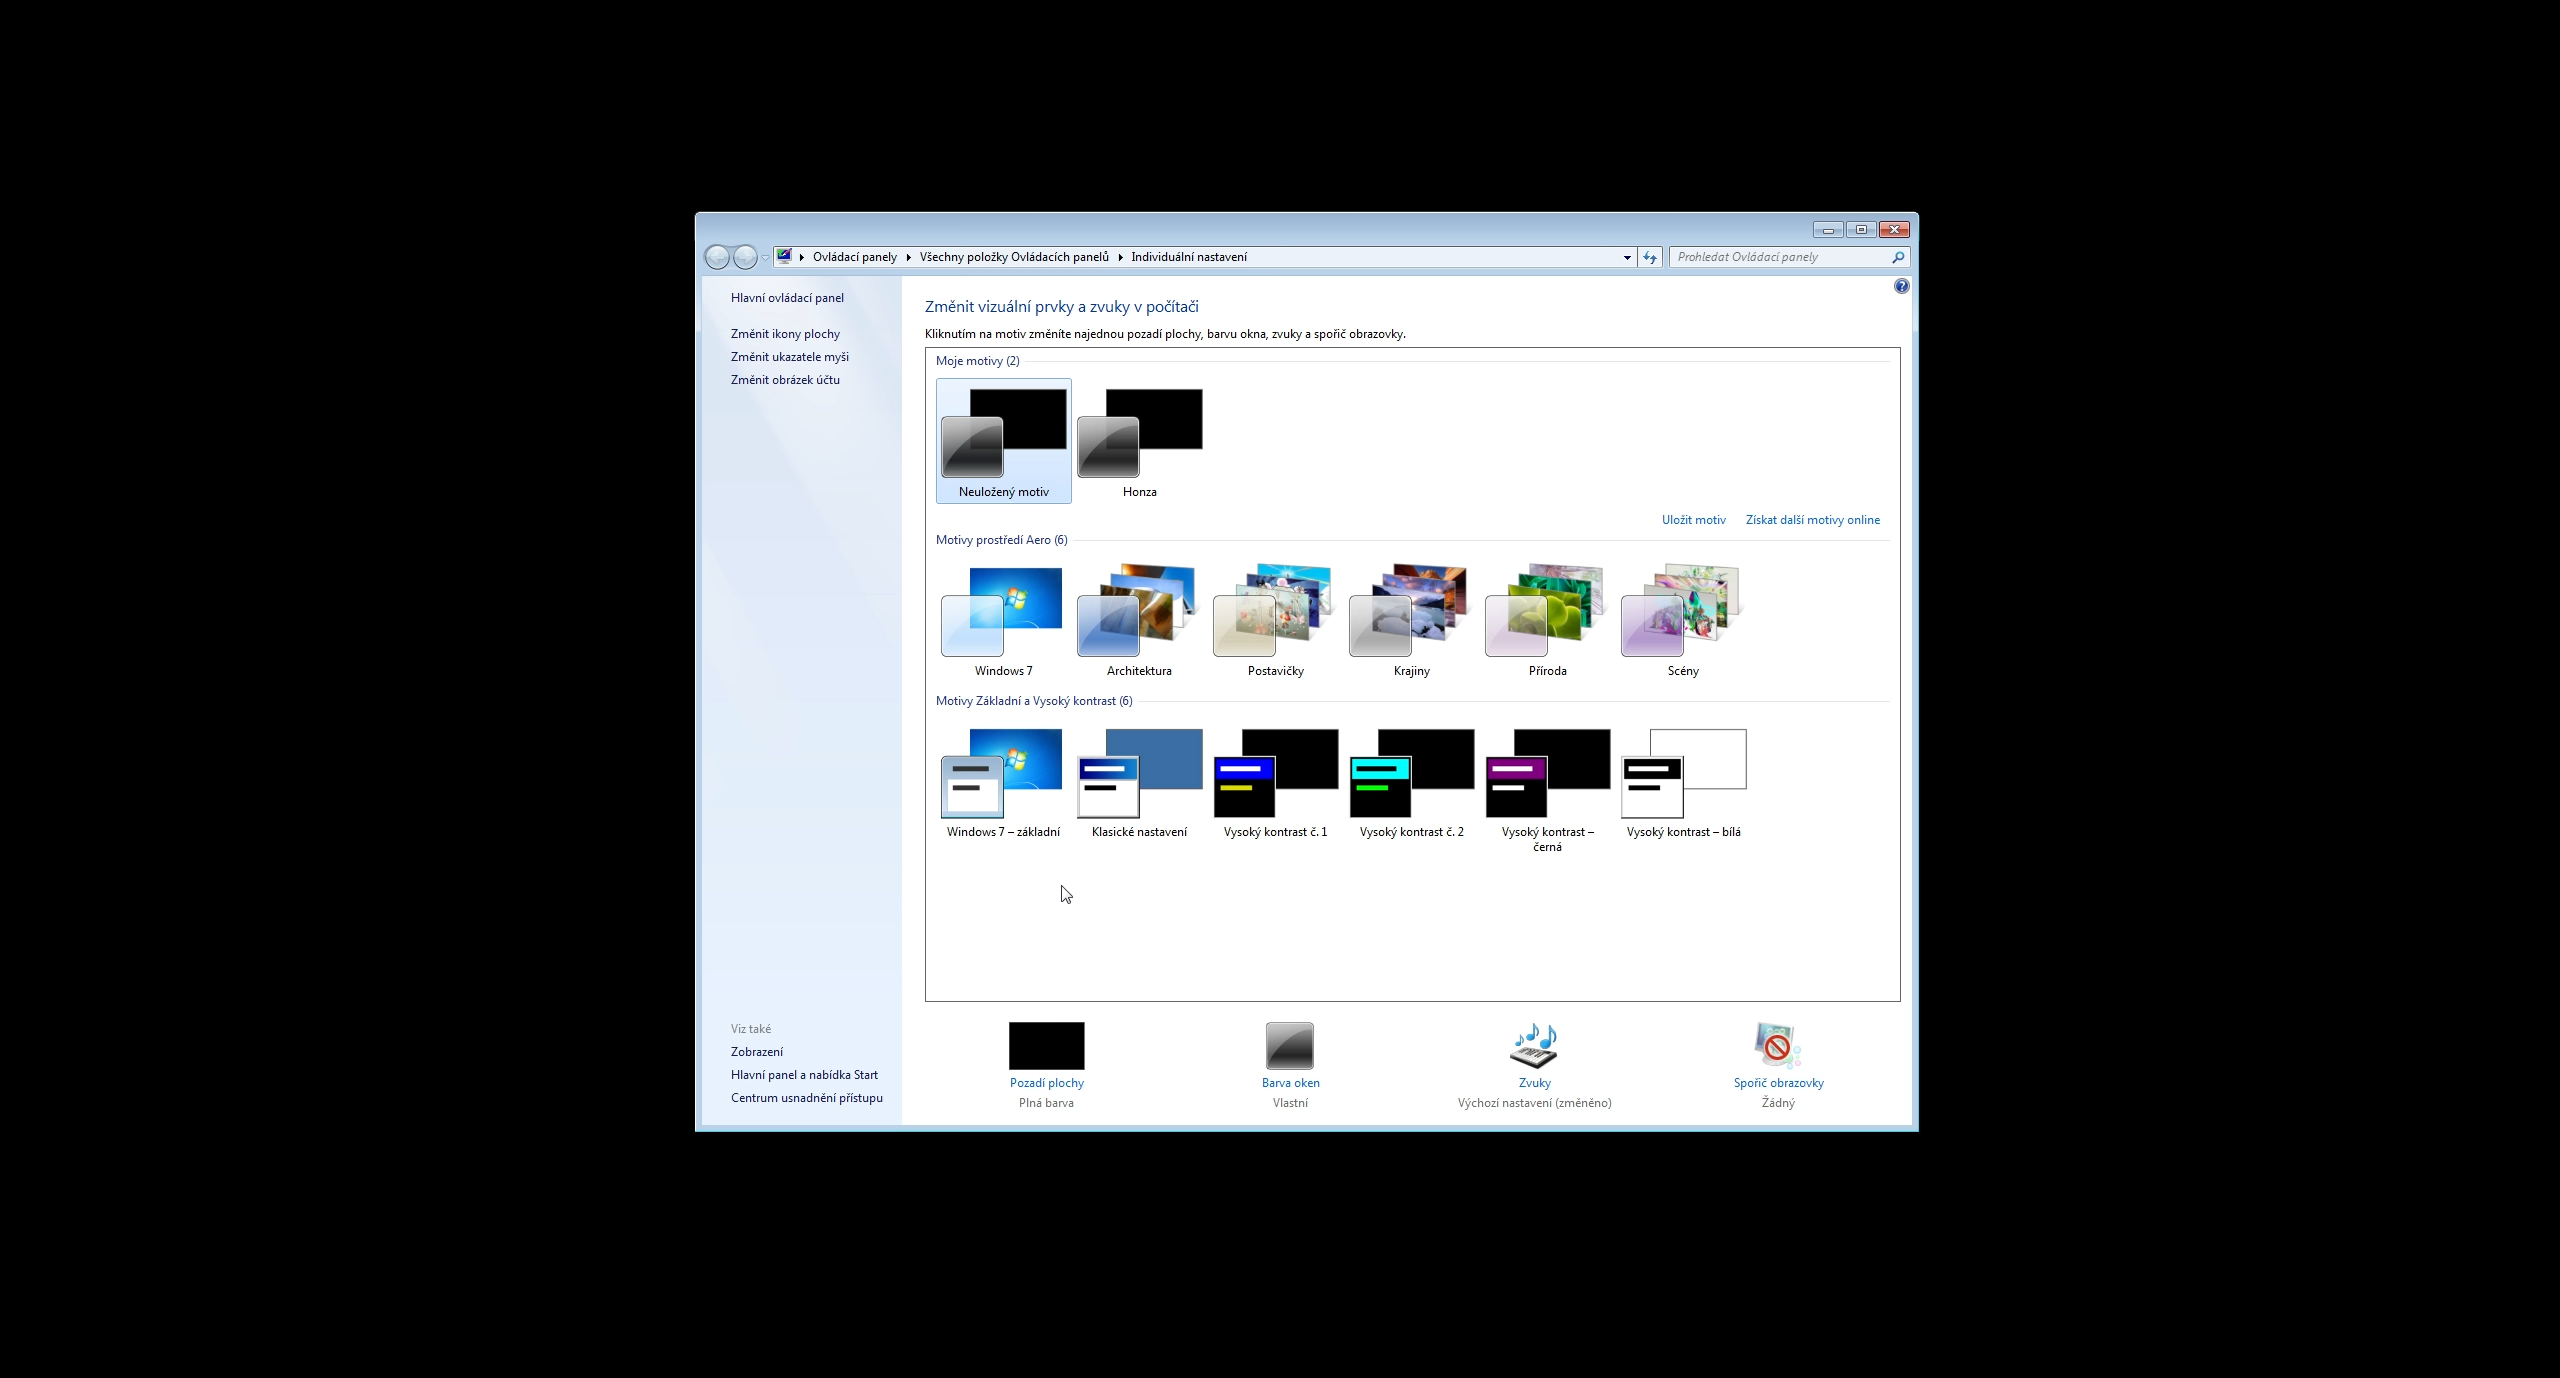 Ovládací panely
Všechny položky Ovládacích panelů
Individuální nastavení
Prohledat Ovládací panely
Hlavní ovládací panel
Změnit ikony plochy
Změnit ukazatele myši
Změnit obrázek účtu
Změnit vizuální prvky a zvuky v počítači
Kliknutím na motiv změníte najednou pozadí plochy, barvu okna, zvuky a spořič obrazovky.
Moje motivy (2)
Neuložený motiv
Honza
Uložit motiv
Získat další motivy online
Motivy prostředí Aero (6)
Windows 7
Architektura
Postavičky
Krajiny
Příroda
Scény
Motivy Základní a Vysoký kontrast (6)
Windows 7 – základní
Klasické nastavení
Vysoký kontrast č. 1
Vysoký kontrast č. 2
Vysoký kontrast –
černá
Vysoký kontrast – bílá
Viz také
Zobrazení
Hlavní panel a nabídka Start
Centrum usnadnění přístupu
Pozadí plochy
Plná barva
Barva oken
Vlastní
Zvuky
Výchozí nastavení (změněno)
Spořič obrazovky
Žádný